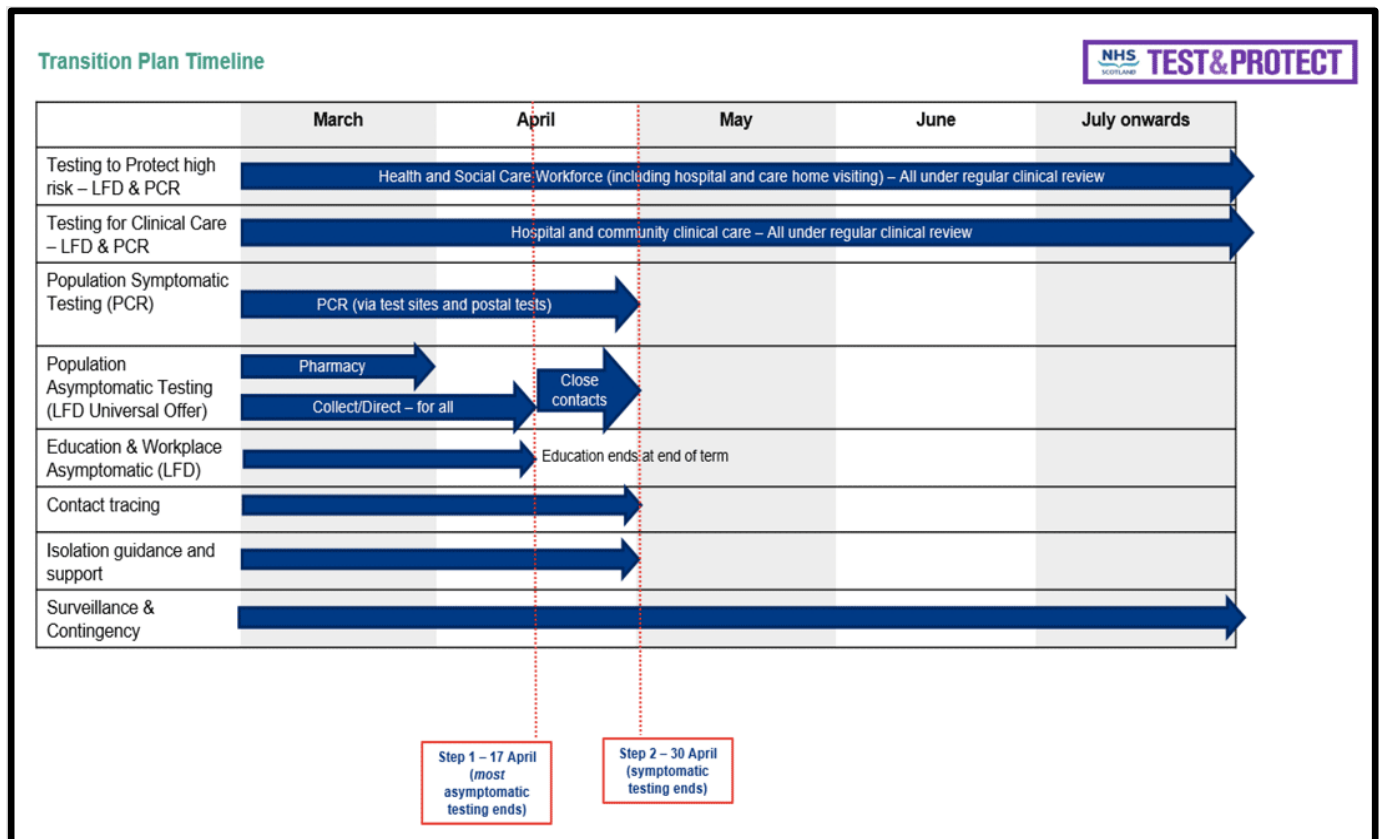 Transition Plan Timeline
NHS
SCOTLAND
TEST&PROTECT
March April May June July onwards
Testing to Protect high
risk – LFD & PCR
Health and Social Care Workforce (including hospital and care home visiting) – All under regular clinical review
Testing for Clinical Care
– LFD & PCR
Hospital and community clinical care – All under regular clinical review
Population Symptomatic
Testing (PCR)
PCR (via test sites and postal tests)
Population
Asymptomatic Testing
(LFD Universal Offer)
Pharmacy
Collect/Direct – for all
Close
contacts
Education & Workplace
Asymptomatic (LFD)
Education ends at end of term
Contact tracing
Isolation guidance and
support
Surveillance &
Contingency
Step 1 – 17 April
(most
asymptomatic
testing ends)
Step 2 – 30 April
(symptomatic
testing ends)